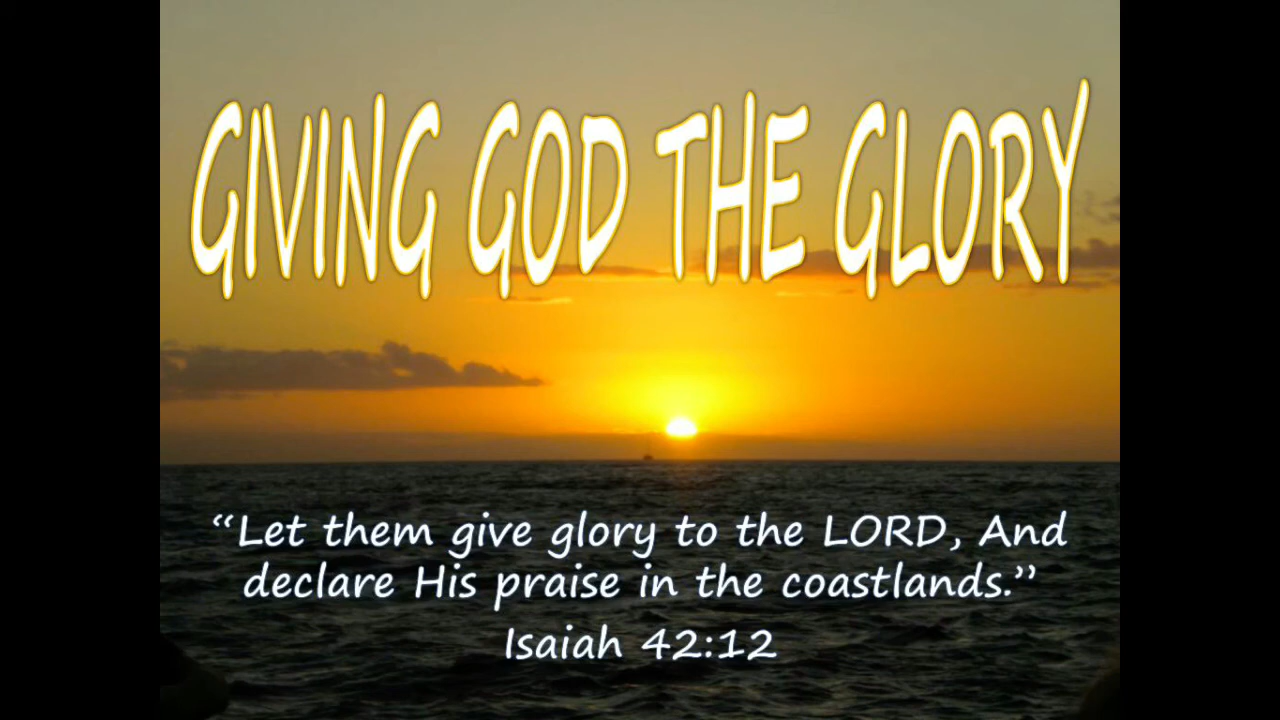 GIVING GOD THE GLORY
“Let them give glory to the LORD, And
declare His praise in the coastlands.”
Isaiah 42:12